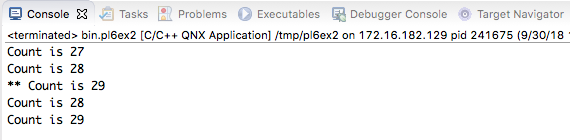 Console Tasks Problems Executables Debugger Console Target Navigator
<terminated> bin.pl6ex2 [C/C++ QNX Application] /tmp/pl6ex2 on 172.16.182.129 pid 241675 (9/30/18 1
Count is 27
Count is 28
** Count is 29
Count is 28
Count is 29